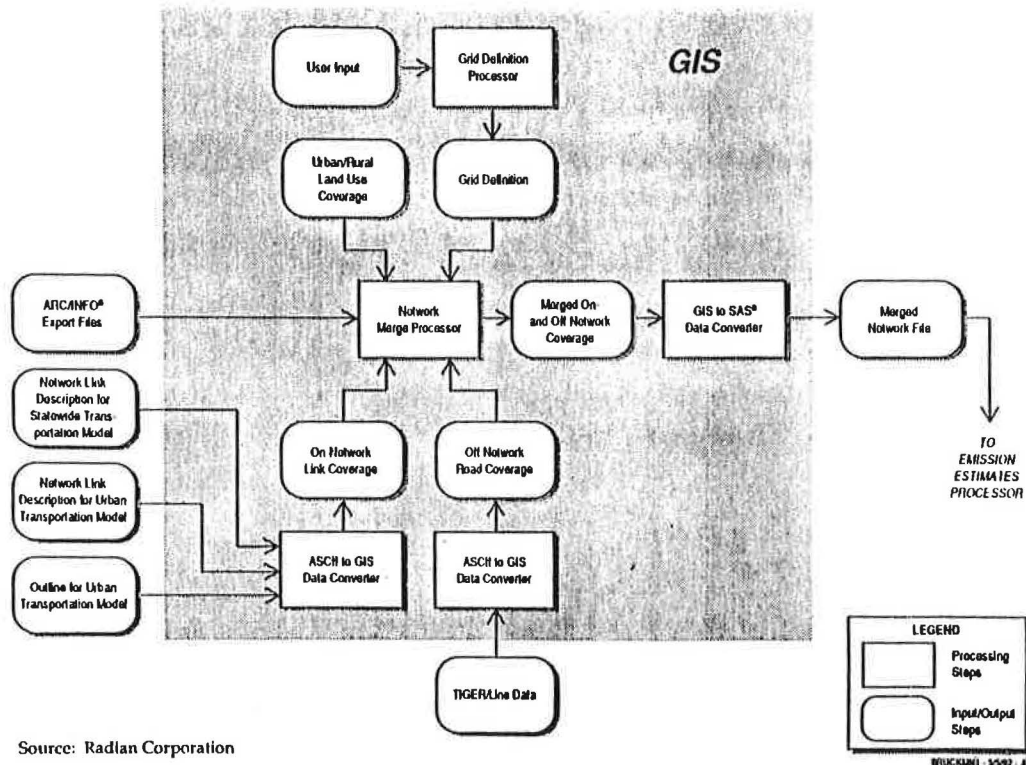 GIS
User Input
Grid Definition
Processor
Urban/Rural
Land Use
Coverage
Grid Definition
ARC/INFO®
Export Files
Network
Merge Processor
Merged On-
and Off Network
Coverage
GIS to SAS®
Data Converter
Merged
Network File
Network Link
Description for
Statewide Trans-
portation Model
On Network
Link Coverage
Off Network
Road Coverage
TO
EMISSION
ESTIMATES
PROCESSOR
Network Link
Description for Urban
Transportation Model
ASCII to GIS
Data Converter
ASCII to GIS
Data Converter
Outline for Urban
Transportation Model
TIGER/Line Data
LEGEND
Processing
Steps
Input/Output
Steps
Source: Radian Corporation